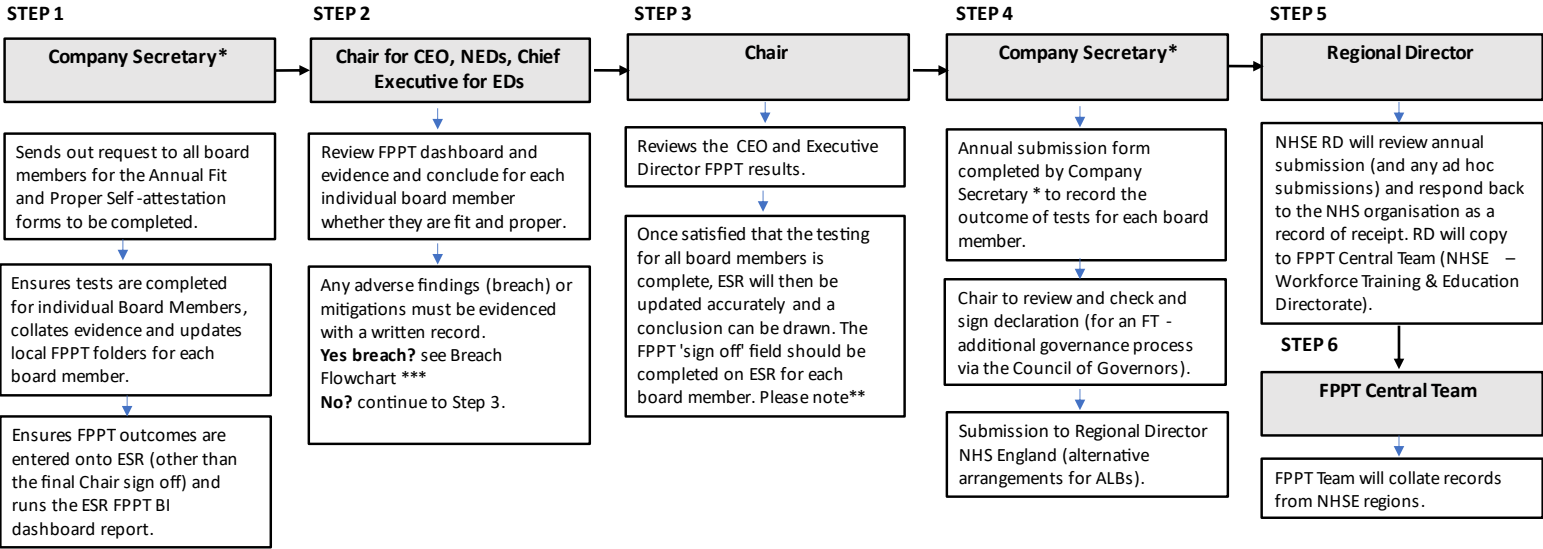 STEP 1
Company Secretary*
Sends out request to all board
members for the Annual Fit
and Proper Self -attestation
forms to be completed.
Ensures tests are completed
for individual Board Members,
collates evidence and updates
local FPPT folders for each
board member.
Ensures FPPT outcomes are
entered onto ESR (other than
the final Chair sign off) and
runs the ESR FPPT BI
dashboard report.
STEP 2
Chair for CEO, NEDs, Chief
Executive for EDs
Review FPPT dashboard and
evidence and conclude for each
individual board member
whether they are fit and proper.
Any adverse findings (breach) or
mitigations must be evidenced
with a written record.
Yes breach? see Breach
Flowchart ***
No? continue to Step 3.
STEP 3
Chair
Reviews the CEO and Executive
Director FPPT results.
Once satisfied that the testing
for all board members is
complete, ESR will then be
updated accurately and a
conclusion can be drawn. The
FPPT 'sign off' field should be
completed on ESR for each
board member. Please note**
STEP 4
Company Secretary*
Annual submission form
completed by Company
Secretary * to record the
outcome of tests for each board
member.
Chair to review and check and
sign declaration (for an FT -
additional governance process
via the Council of Governors).
Submission to Regional Director
NHS England (alternative
arrangements for ALBs).
STEP 5
Regional Director
NHSE RD will review annual
submission (and any ad hoc
submissions) and respond back
to the NHS organisation as a
record of receipt. RD will copy
to FPPT Central Team (NHSE –
Workforce Training & Education
Directorate).
STEP 6
FPPT Central Team
FPPT Team will collate records
from NHSE regions.